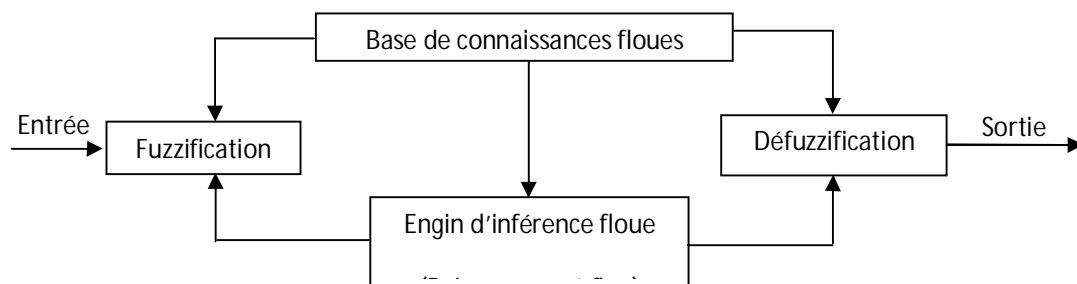 Base de connaissances floues
Entrée
Fuzzification
Défuzzification
Sortie
Engin d'inférence floue